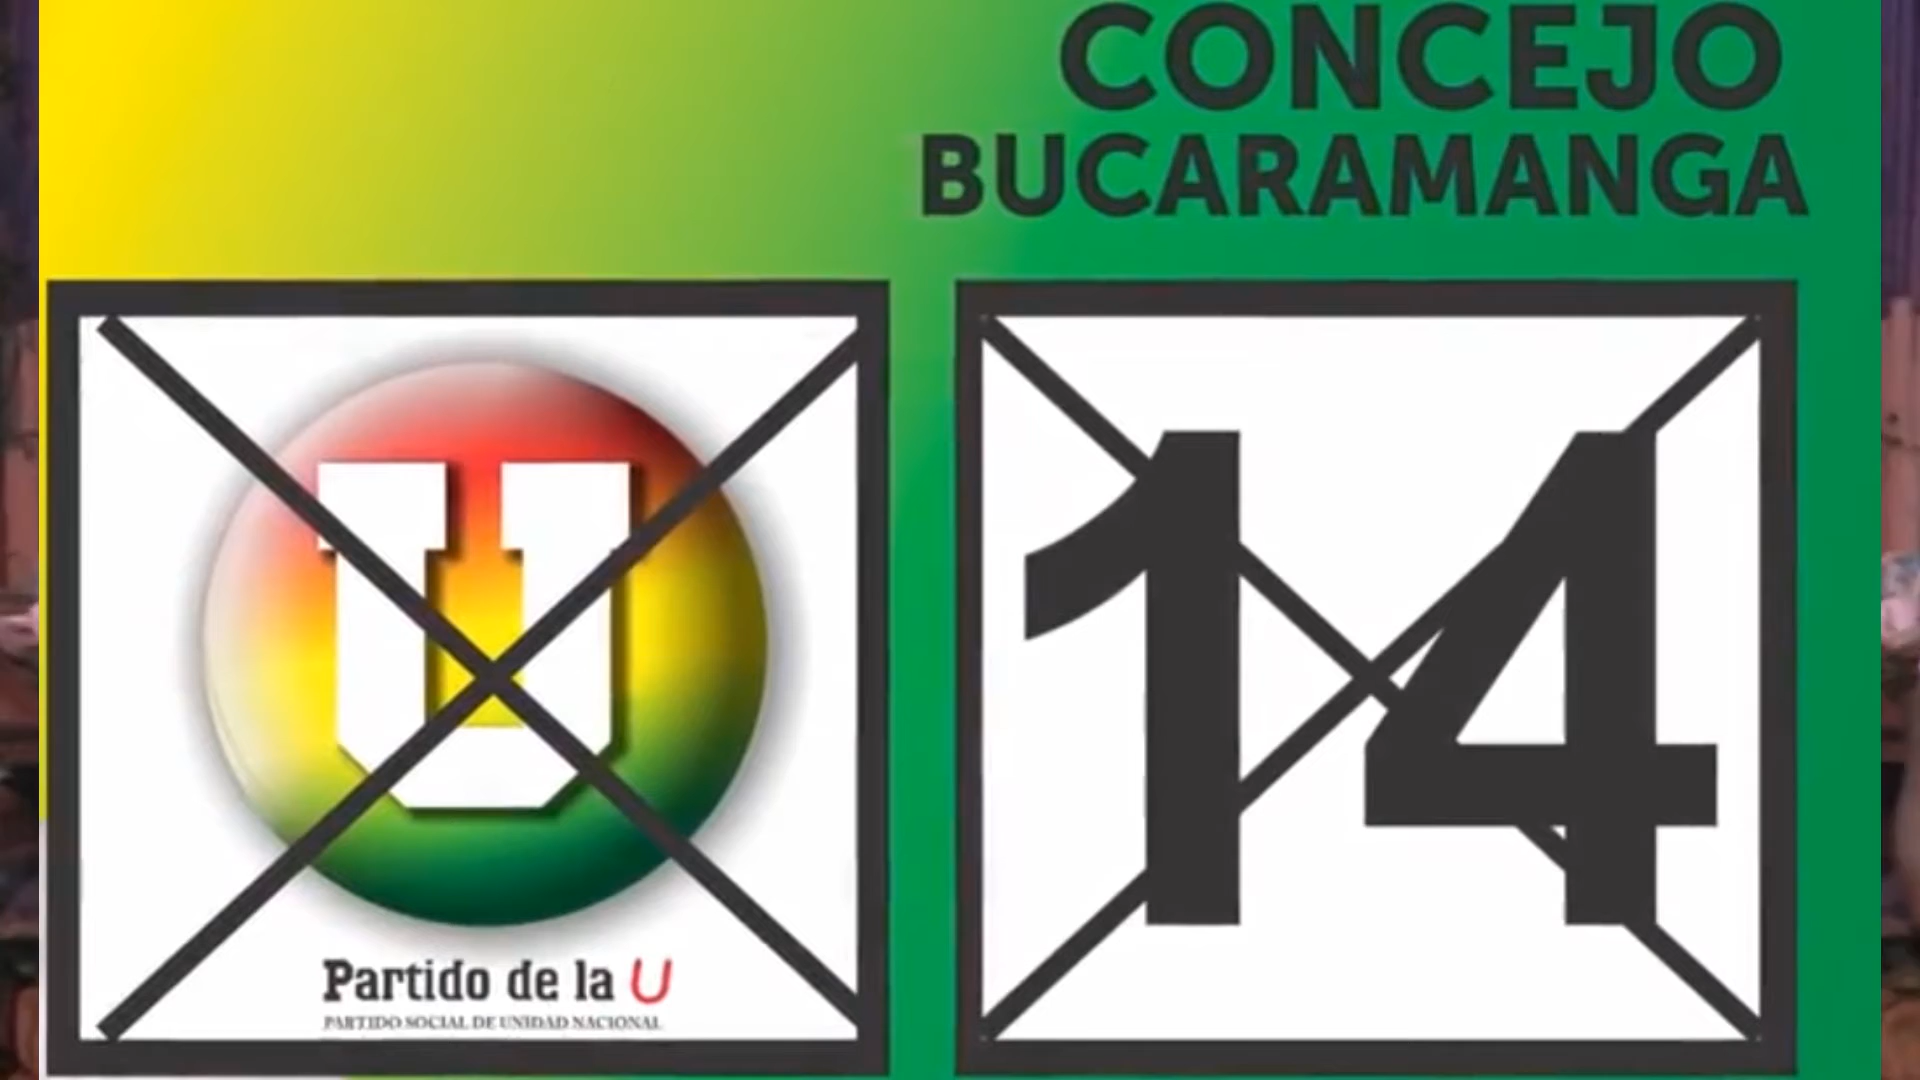 CONCEJO
BUCARAMANGA
U
14
Partido de la U
PARTIDO SOCIAL DE UNIDAD NACIONAL